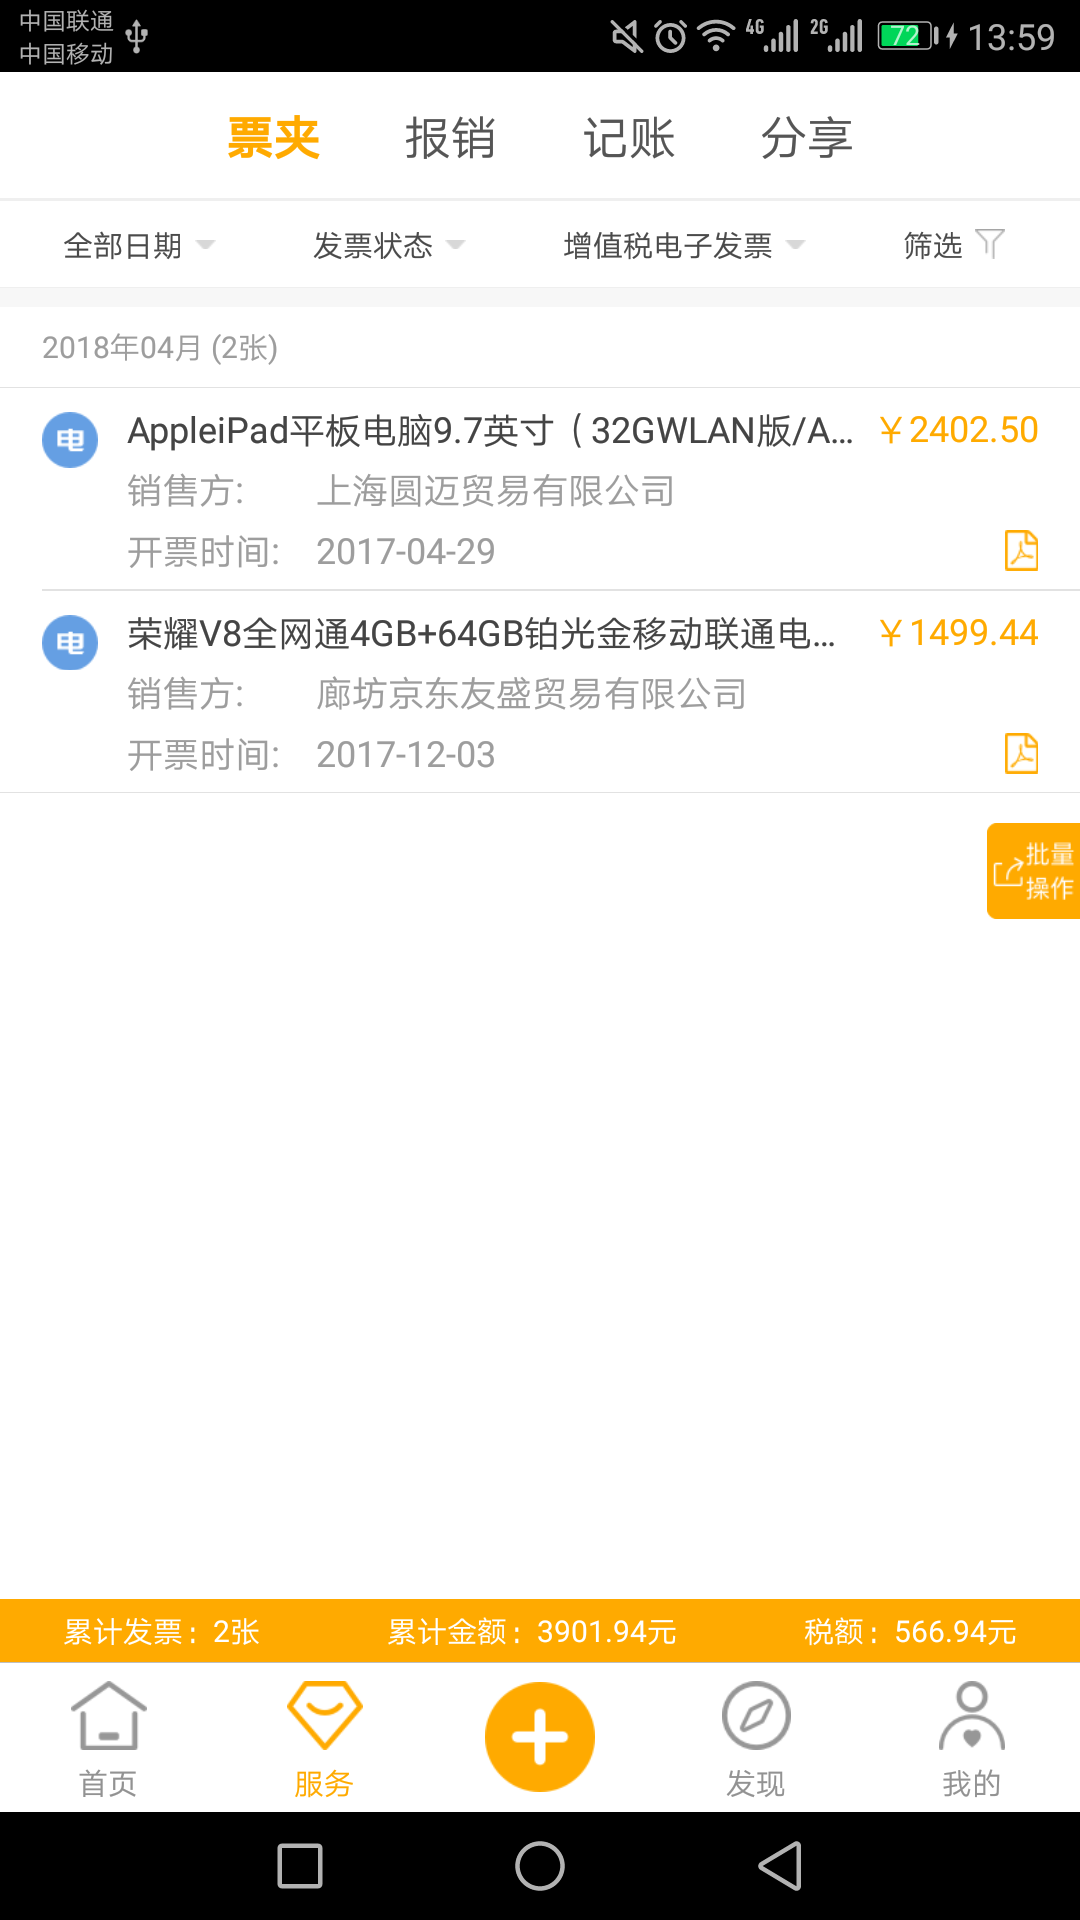 中国联通
中国移动
4G 2G 72 13:59
票夹 报销 记账 分享
全部日期 发票状态 增值税电子发票 筛选
2018年04月 (2张)
电 AppleiPad平板电脑9.7英寸（32GWLAN版/A... ￥2402.50
销售方: 上海圆迈贸易有限公司
开票时间: 2017-04-29
电 荣耀V8全网通4GB+64GB铂光金移动联通电... ￥1499.44
销售方: 廊坊京东友盛贸易有限公司
开票时间: 2017-12-03
批量
操作
累计发票：2张 累计金额：3901.94元 税额：566.94元
首页 服务 发现 我的